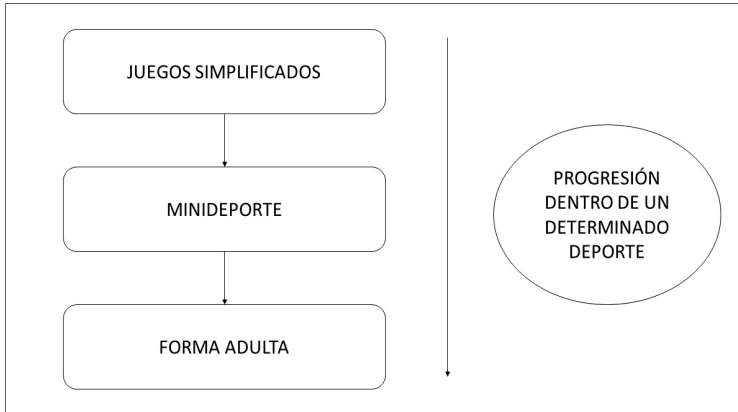 JUEGOS SIMPLIFICADOS
MINIDEPORTE
FORMA ADULTA
PROGRESIÓN
DENTRO DE UN
DETERMINADO
DEPORTE